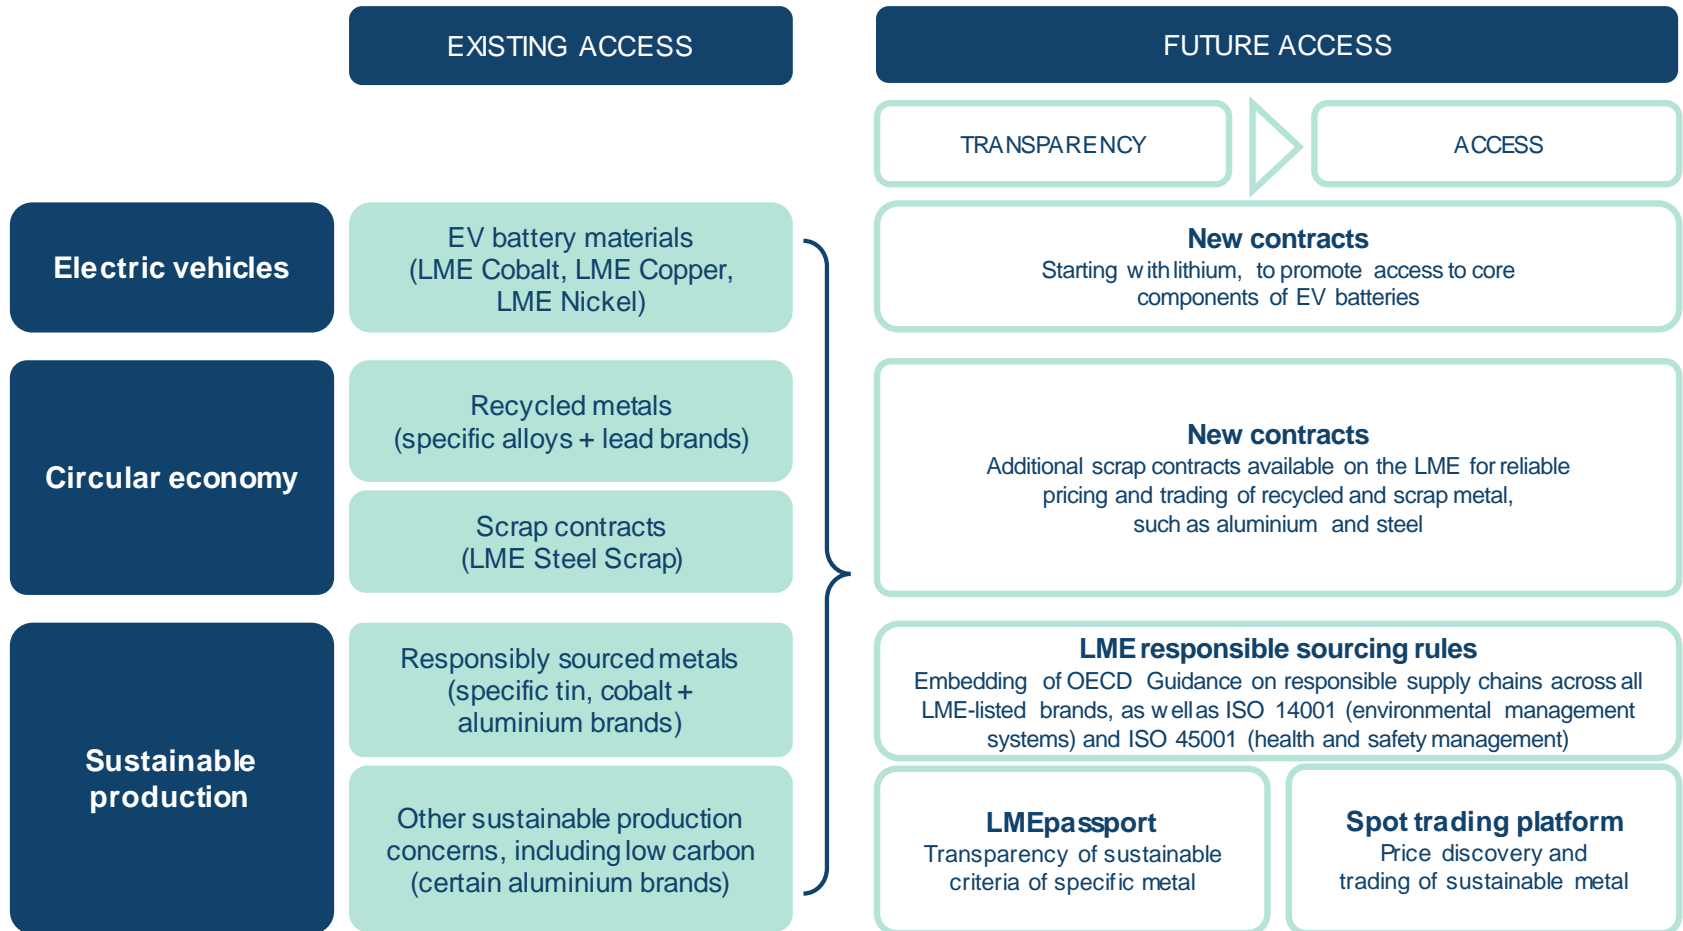 EXISTING ACCESS
FUTURE ACCESS
TRANSPARENCY
ACCESS
Electric vehicles
EV battery materials
(LME Cobalt, LME Copper,
LME Nickel)
New contracts
Starting with lithium, to promote access to core
components of EV batteries
Circular economy
Recycled metals
(specific alloys + lead brands)
Scrap contracts
(LME Steel Scrap)
New contracts
Additional scrap contracts available on the LME for reliable
pricing and trading of recycled and scrap metal,
such as aluminium and steel
Sustainable
production
Responsibly sourced metals
(specific tin, cobalt +
aluminium brands)
Other sustainable production
concerns, including low carbon
(certain aluminium brands)
LME responsible sourcing rules
Embedding of OECD Guidance on responsible supply chains across all
LME-listed brands, as well as ISO 14001 (environmental management
systems) and ISO 45001 (health and safety management)
LMEpassport
Transparency of sustainable
criteria of specific metal
Spot trading platform
Price discovery and
trading of sustainable metal